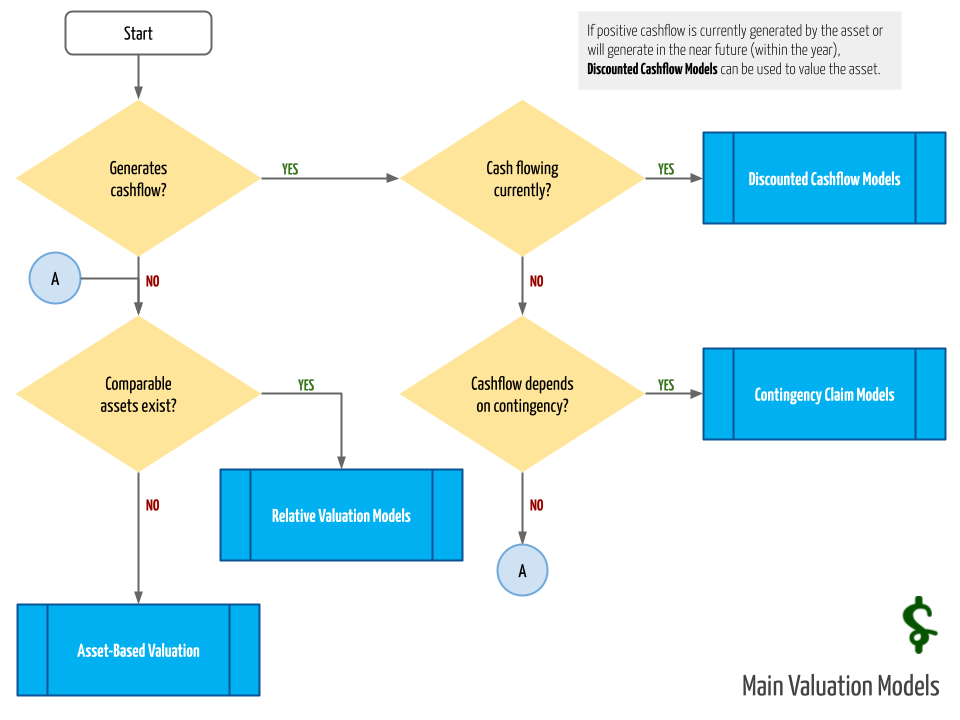 Start
If positive cashflow is currently generated by the asset or
will generate in the near future (within the year),
Discounted Cashflow Models can be used to value the asset.
Generates
cashflow?
YES
Cash flowing
currently?
YES
Discounted Cashflow Models
A
NO
NO
Comparable
assets exist?
YES
Cashflow depends
on contingency?
YES
Contingency Claim Models
NO
Relative Valuation Models
NO
A
Asset-Based Valuation
Main Valuation Models